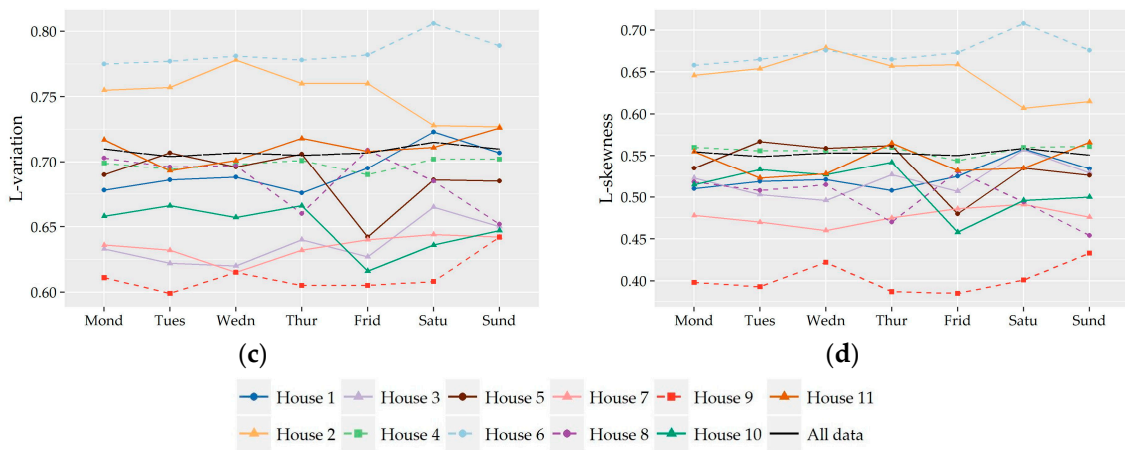 L-variation
0.80
0.75
0.70
0.65
0.60
Mond Tues Wedn Thur Frid Satu Sund
(c)
L-skewness
0.70
0.65
0.60
0.55
0.50
0.45
0.40
Mond Tues Wedn Thur Frid Satu Sund
(d)
House 1 House 3 House 5 House 7 House 9 House 11
House 2 House 4 House 6 House 8 House 10 All data